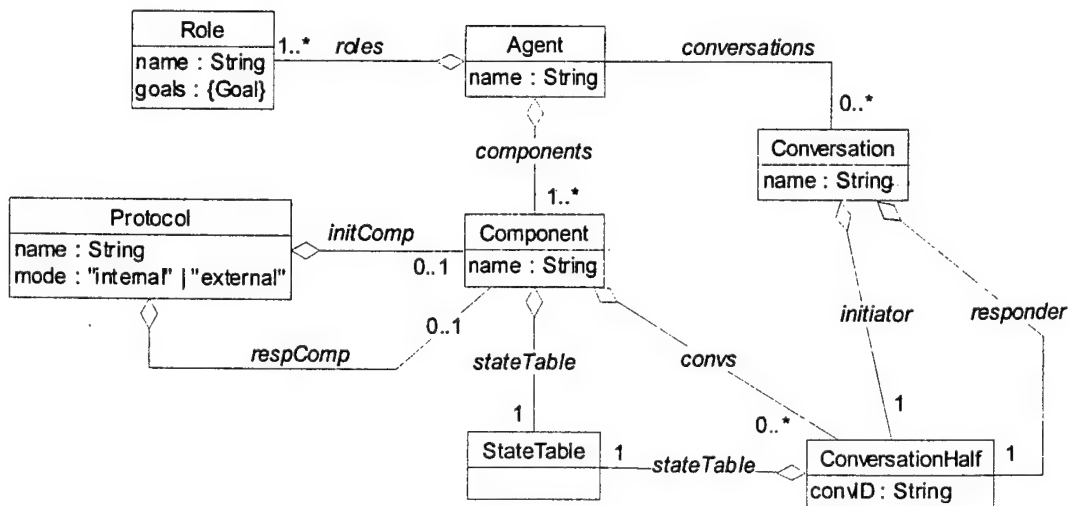 Role
name : String
goals : {Goal}
1..*
roles
Agent
name : String
conversations
0..*
components
1..*
Conversation
name : String
Protocol
name : String
mode : "internal" | "external"
initComp
0..1
Component
name : String
0..1
respComp
stateTable
1
convs
0..*
initiator
1
responder
1
StateTable
1
stateTable
ConversationHalf
convID : String